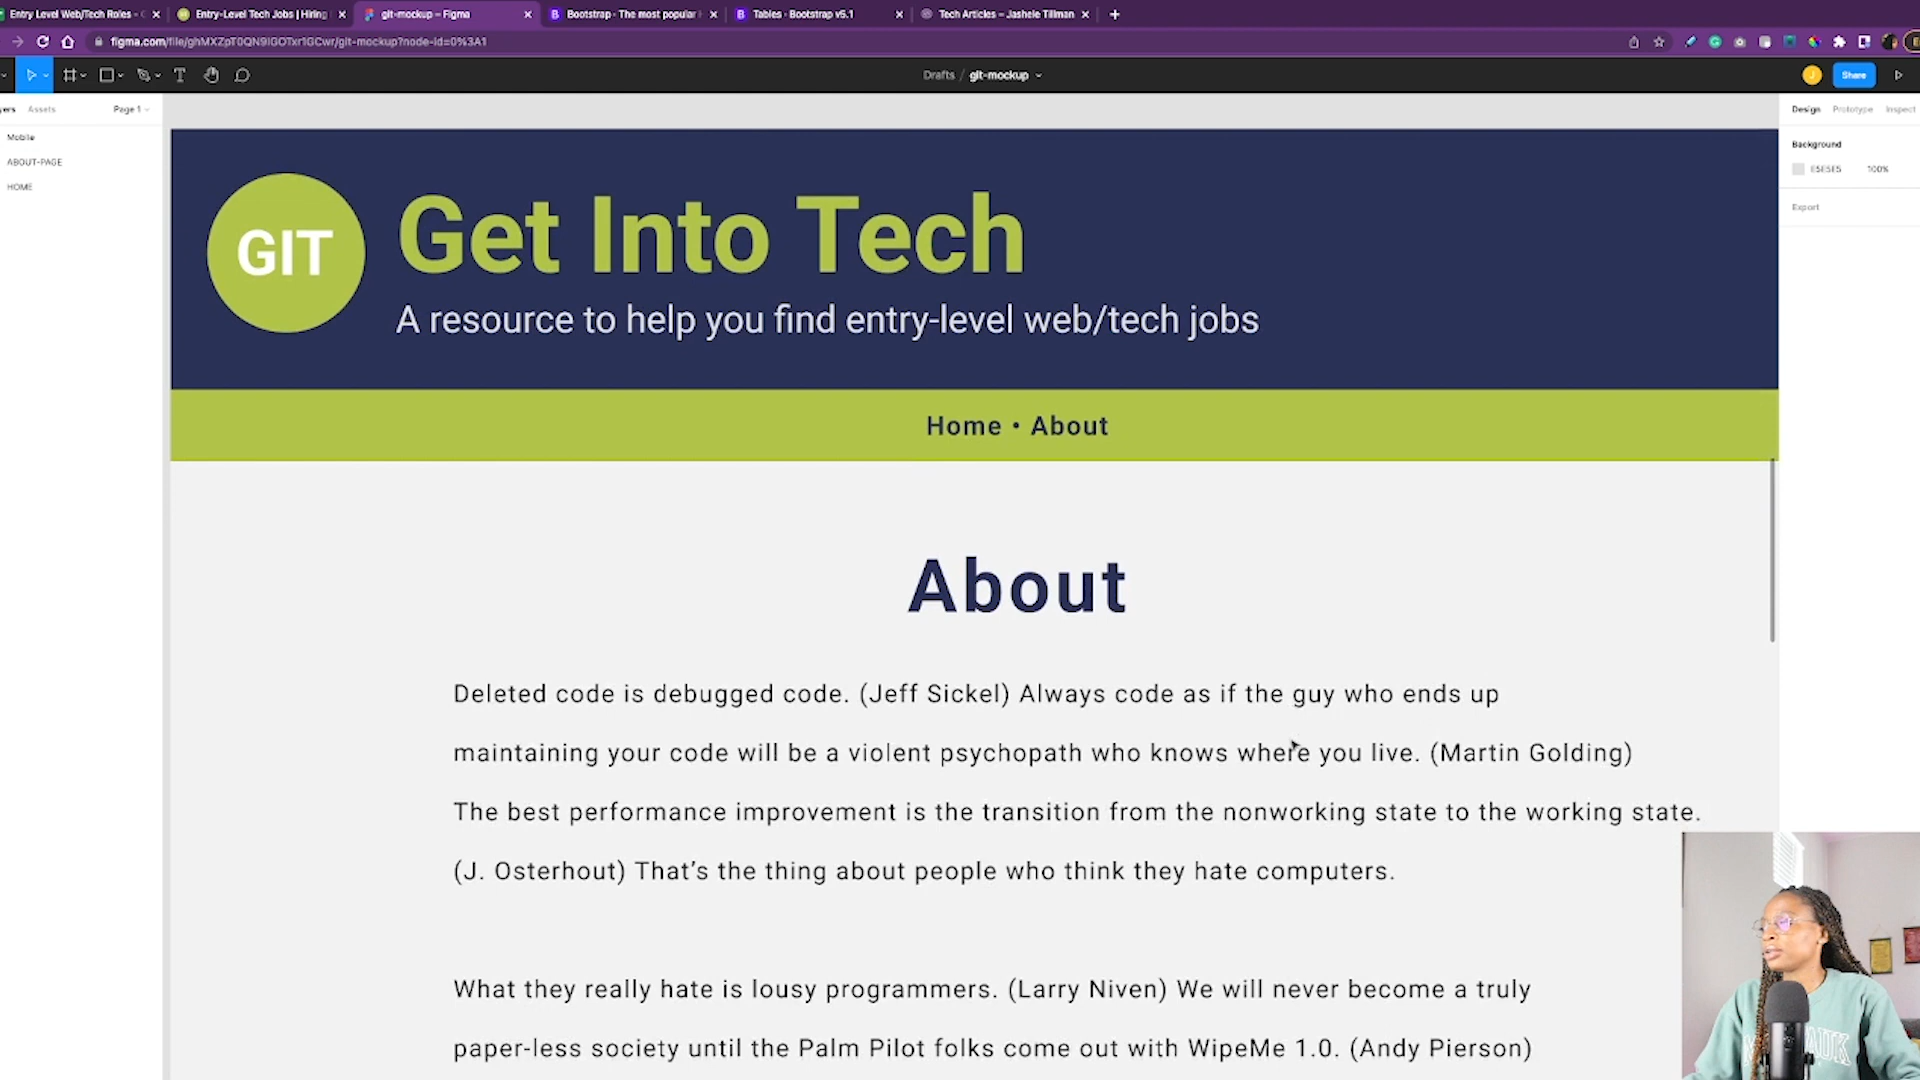 Entry Level Web/Tech Roles -
Entry-Level Tech Jobs | Hiring
git-mockup – Figma
Bootstrap · The most popular
Tables · Bootstrap v5.1
Tech Articles – Jashele Tillman
figma.com/file/ghMXZpT0QN9IGOTxr1GCwr/git-mockup?node-id=0%3A1
Drafts / git-mockup
J
Share
yers
Assets
Page 1
Design
Prototype
Inspect
Mobile
ABOUT-PAGE
HOME
Background
E5E5E5
100%
Export
GIT
Get Into Tech
A resource to help you find entry-level web/tech jobs
Home • About
About
Deleted code is debugged code. (Jeff Sickel) Always code as if the guy who ends up
maintaining your code will be a violent psychopath who knows where you live. (Martin Golding)
The best performance improvement is the transition from the nonworking state to the working state.
(J. Osterhout) That’s the thing about people who think they hate computers.
What they really hate is lousy programmers. (Larry Niven) We will never become a truly
paper-less society until the Palm Pilot folks come out with WipeMe 1.0. (Andy Pierson)